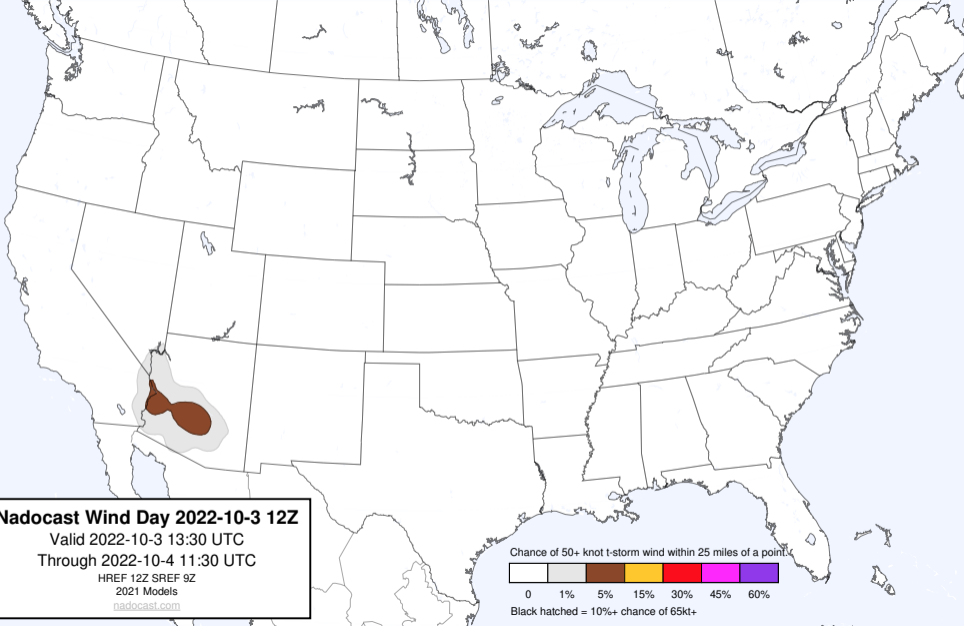 Nadocast Wind Day 2022-10-3 12Z
Valid 2022-10-3 13:30 UTC
Through 2022-10-4 11:30 UTC
HREF 12Z SREF 9Z
2021 Models
nadocast.com
Chance of 50+ knot t-storm wind within 25 miles of a point.
0 1% 5% 15% 30% 45% 60%
Black hatched = 10%+ chance of 65kt+